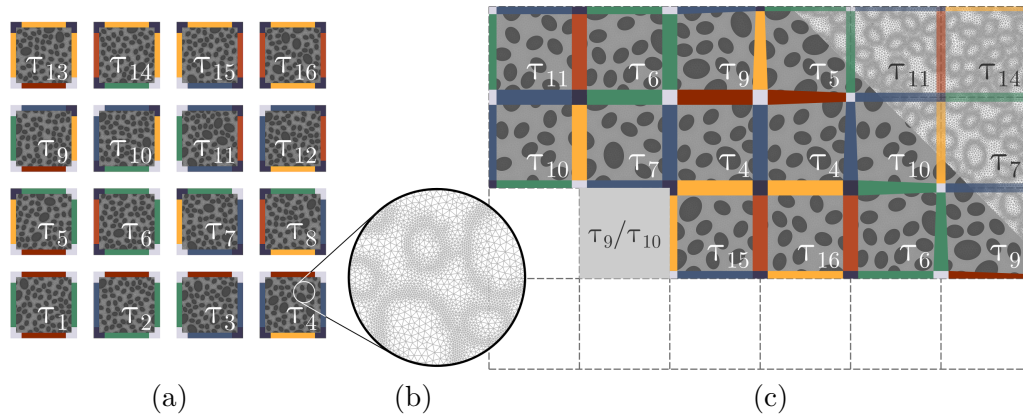 τ13 τ14 τ15 τ16
τ9 τ10 τ11 τ12
τ5 τ6 τ7 τ8
τ1 τ2 τ3 τ4
τ11 τ6 τ9 τ5 τ11 τ14
τ10 τ7 τ4 τ4 τ10 τ7
τ9/τ10 τ15 τ16 τ6 τ9
(a) (b) (c)